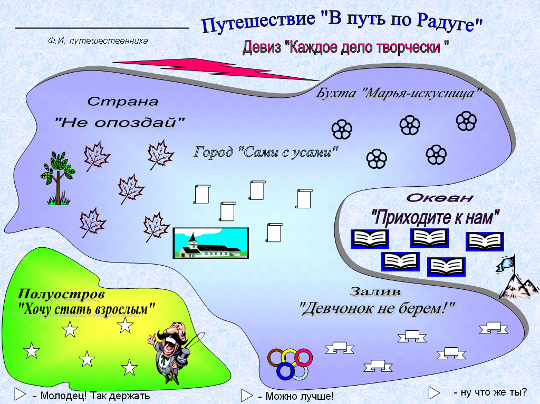 Путешествие "В путь по Радуге"
Ф.И. путешественника
Девиз "Каждое дело творчески "
Страна
"Не опоздай"
Бухта "Марья-искусница"
Город "Сами с усами"
Океан
"Приходите к нам"
Полуостров
"Хочу стать взрослым"
Залив
"Девчонок не берем!"
- Молодец! Так держать
- Можно лучше!
- ну что же ты?